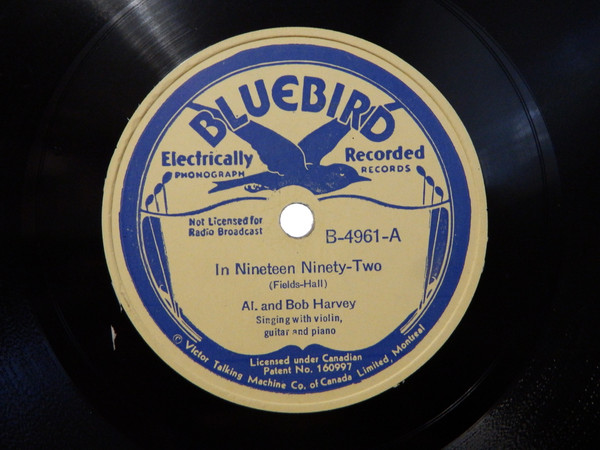 BLUEBIRD
Electrically Recorded
PHONOGRAPH RECORDS
Not Licensed for
Radio Broadcast
B-4961-A
In Nineteen Ninety-Two
(Fields-Hall)
Al. and Bob Harvey
Singing with violin,
guitar and piano
Licensed under Canadian
Patent No. 160997
© Victor Talking Machine Co. of Canada Limited, Montreal